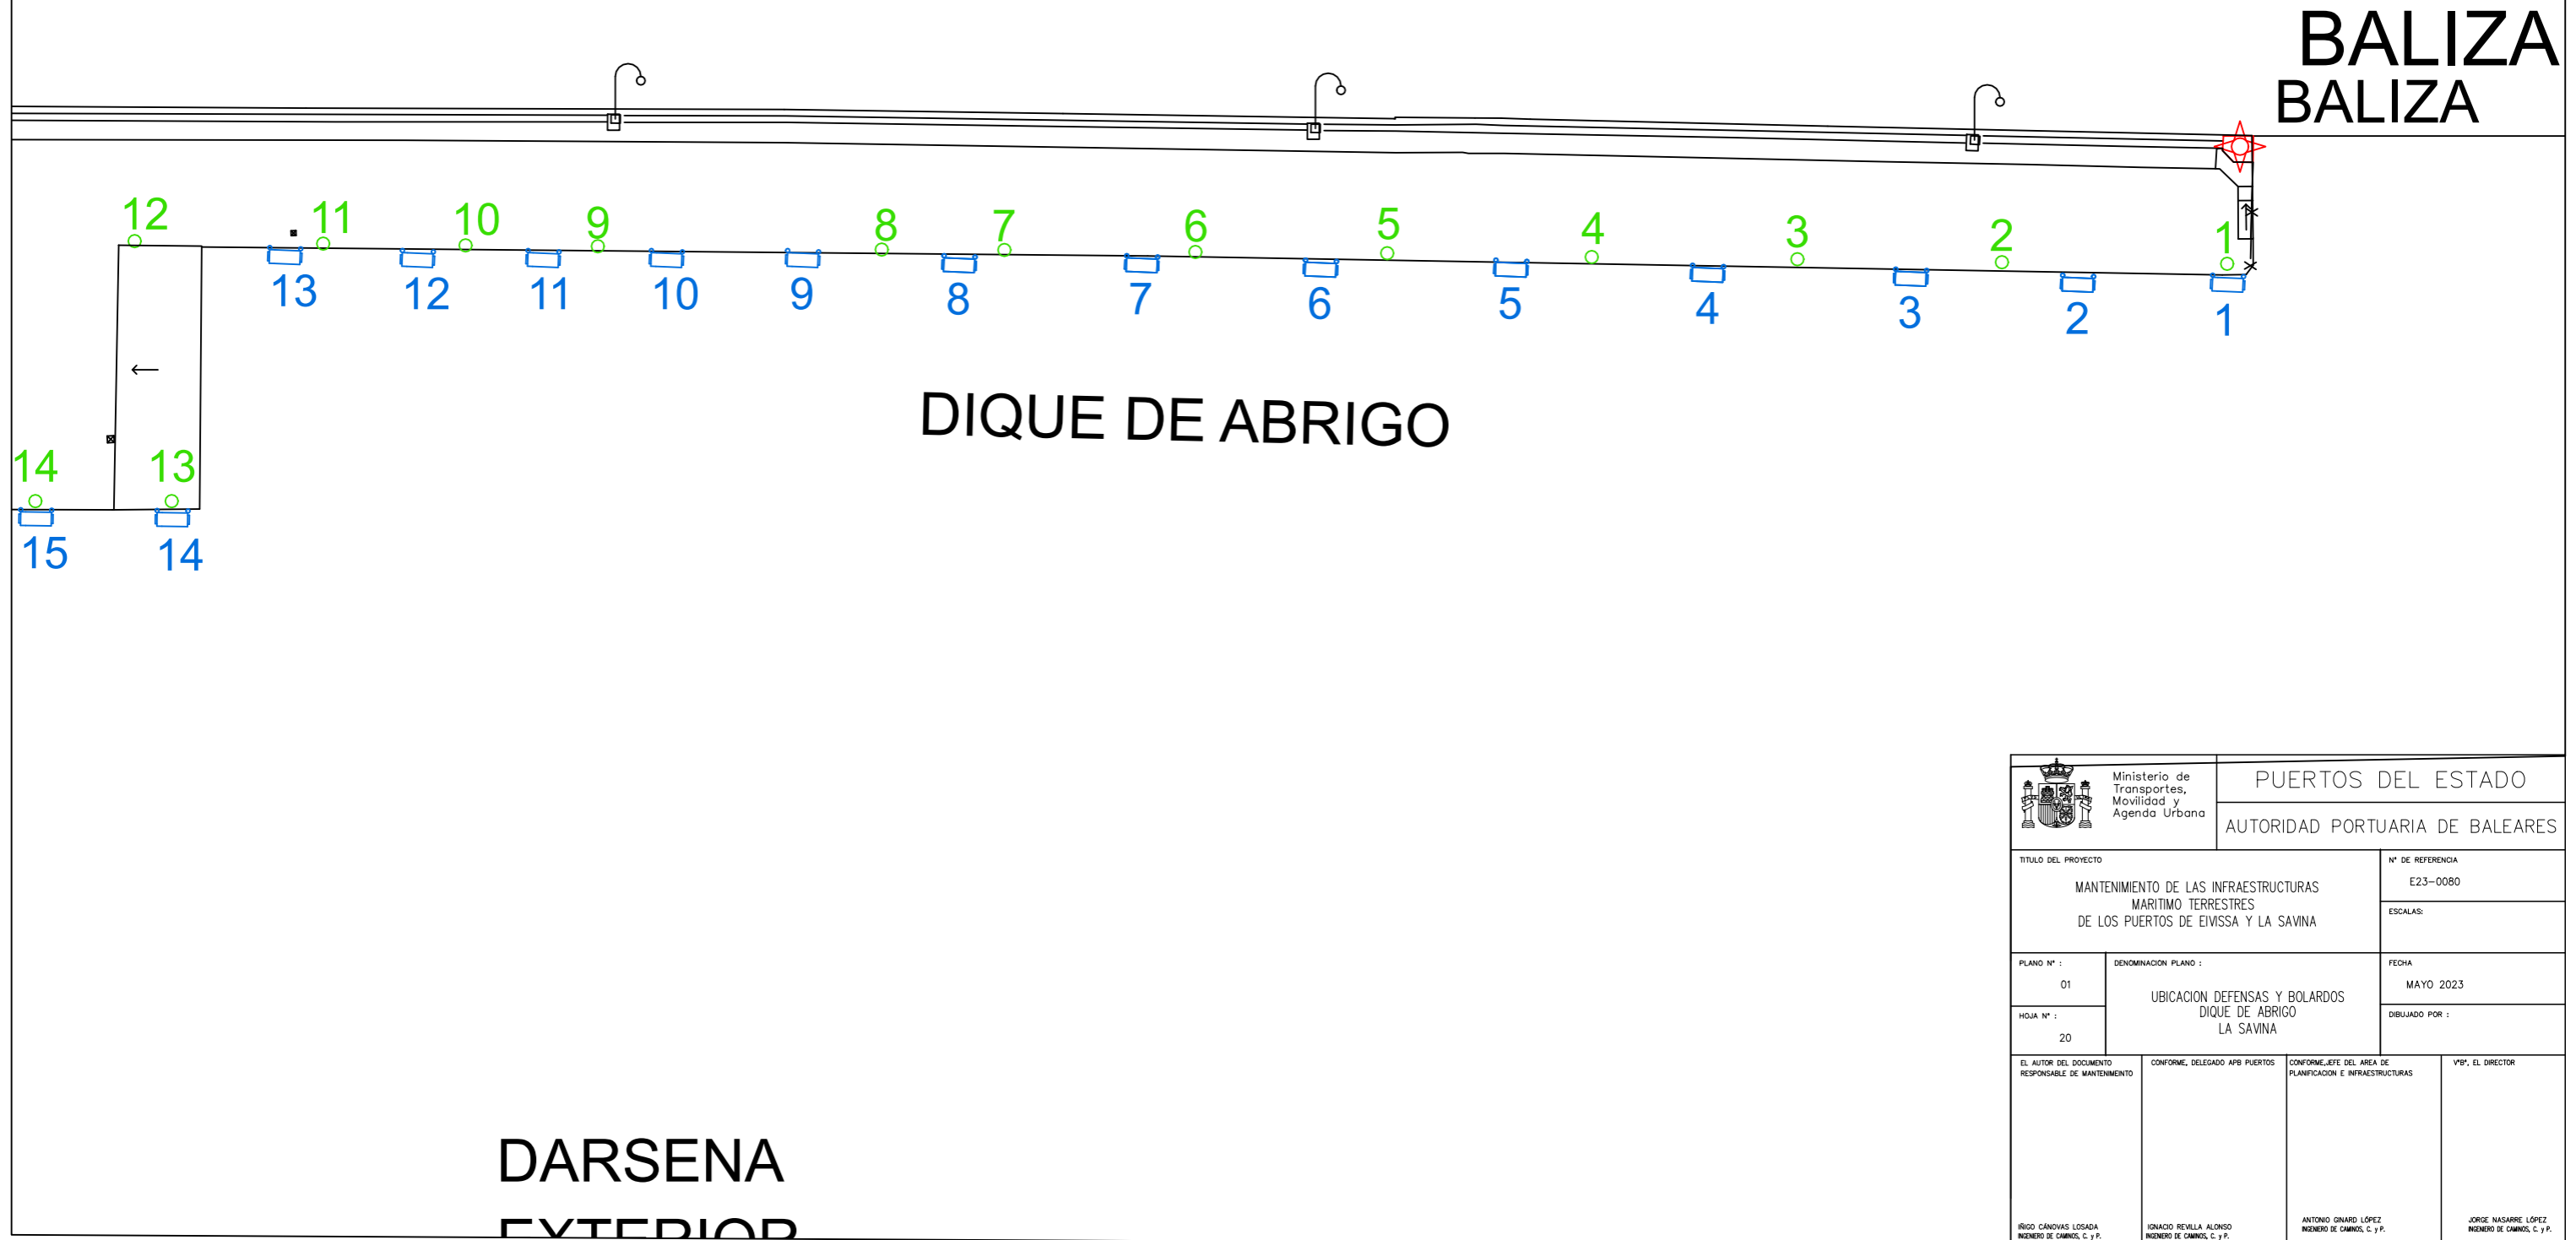 BALIZA
BALIZA
12 11 10 9 8 7 6 5 4 3 2 1
13 12 11 10 9 8 7 6 5 4 3 2 1
DIQUE DE ABRIGO
14 13
15 14
DARSENA
EXTERIOR
Ministerio de
Transportes,
Movilidad y
Agenda Urbana
PUERTOS DEL ESTADO
AUTORIDAD PORTUARIA DE BALEARES
TITULO DEL PROYECTO
MANTENIMIENTO DE LAS INFRAESTRUCTURAS
MARITIMO TERRESTRES
DE LOS PUERTOS DE EIVISSA Y LA SAVINA
Nº DE REFERENCIA
E23-0080
ESCALAS:
PLANO Nº :
01
HOJA Nº :
20
DENOMINACION PLANO :
UBICACION DEFENSAS Y BOLARDOS
DIQUE DE ABRIGO
LA SAVINA
FECHA
MAYO 2023
DIBUJADO POR :
EL AUTOR DEL DOCUMENTO
RESPONSABLE DE MANTENIMEINTO
IÑIGO CÁNOVAS LOSADA
INGENIERO DE CAMINOS, C. y P.
CONFORME, DELEGADO APB PUERTOS
IGNACIO REVILLA ALONSO
INGENIERO DE CAMINOS, C. y P.
CONFORME,JEFE DEL AREA DE
PLANIFICACION E INFRAESTRUCTURAS
ANTONIO GINARD LÓPEZ
INGENIERO DE CAMINOS, C. y P.
VºBº, EL DIRECTOR
JORGE NASARRE LÓPEZ
INGENIERO DE CAMINOS, C. y P.